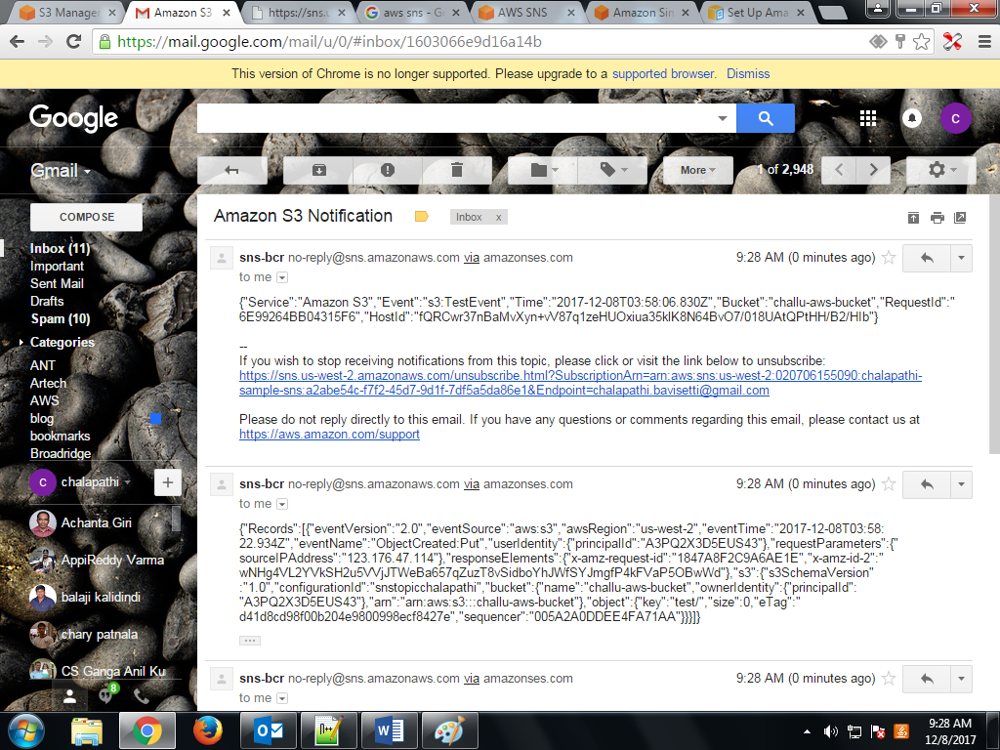 S3 Manage
Amazon S3
https://sns.u
aws sns - G
AWS SNS
Amazon Sim
Set Up Ama
https://mail.google.com/mail/u/0/#inbox/1603066e9d16a14b
This version of Chrome is no longer supported. Please upgrade to a supported browser. Dismiss
Google
C
Gmail
More
1 of 2,948
COMPOSE
Inbox (11)
Important
Sent Mail
Drafts
Spam (10)
Categories
ANT
Artech
AWS
blog
bookmarks
Broadridge
C chalapathi +
Achanta Giri
AppiReddy Varma
balaji kalidindi
chary patnala
CS Ganga Anil Ku
8
Amazon S3 Notification Inbox x
sns-bcr no-reply@sns.amazonaws.com via amazonses.com 9:28 AM (0 minutes ago)
to me
{"Service":"Amazon S3","Event":"s3:TestEvent","Time":"2017-12-08T03:58:06.830Z","Bucket":"challu-aws-bucket","RequestId":"
6E99264BB04315F6","HostId":"fQRCwr37nBaMvXyn+vV87q1zeHUOxiua35klK8N64BvO7/018UAtQPtHH/B2/HIb"}
--
If you wish to stop receiving notifications from this topic, please click or visit the link below to unsubscribe:
https://sns.us-west-2.amazonaws.com/unsubscribe.html?SubscriptionArn=arn:aws:sns:us-west-2:020706155090:chalapathi-
sample-sns:a2abe54c-f7f2-45d7-9d1f-7df5a5da86e1&Endpoint=chalapathi.bavisetti@gmail.com
Please do not reply directly to this email. If you have any questions or comments regarding this email, please contact us at
https://aws.amazon.com/support
sns-bcr no-reply@sns.amazonaws.com via amazonses.com 9:28 AM (0 minutes ago)
to me
{"Records":[{"eventVersion":"2.0","eventSource":"aws:s3","awsRegion":"us-west-2","eventTime":"2017-12-08T03:58:
22.934Z","eventName":"ObjectCreated:Put","userIdentity":{"principalId":"A3PQ2X3D5EUS43"},"requestParameters":{"
sourceIPAddress":"123.176.47.114"},"responseElements":{"x-amz-request-id":"1847A8F2C9A6AE1E","x-amz-id-2":"
wNHg4VL2YVkSH2u5VVjJTWeBa657qZuzT8vSidboYhJWfSYJmgfP4kFVaP5OBwWd"},"s3":{"s3SchemaVersion"
:"1.0","configurationId":"snstopicchalapathi","bucket":{"name":"challu-aws-bucket","ownerIdentity":{"principalId":
"A3PQ2X3D5EUS43"},"arn":"arn:aws:s3:::challu-aws-bucket"},"object":{"key":"test/","size":0,"eTag":"
d41d8cd98f00b204e9800998ecf8427e","sequencer":"005A2A0DDEE4FA71AA"}}}]}
sns-bcr no-reply@sns.amazonaws.com via amazonses.com 9:28 AM (0 minutes ago)
to me
9:28 AM
12/8/2017